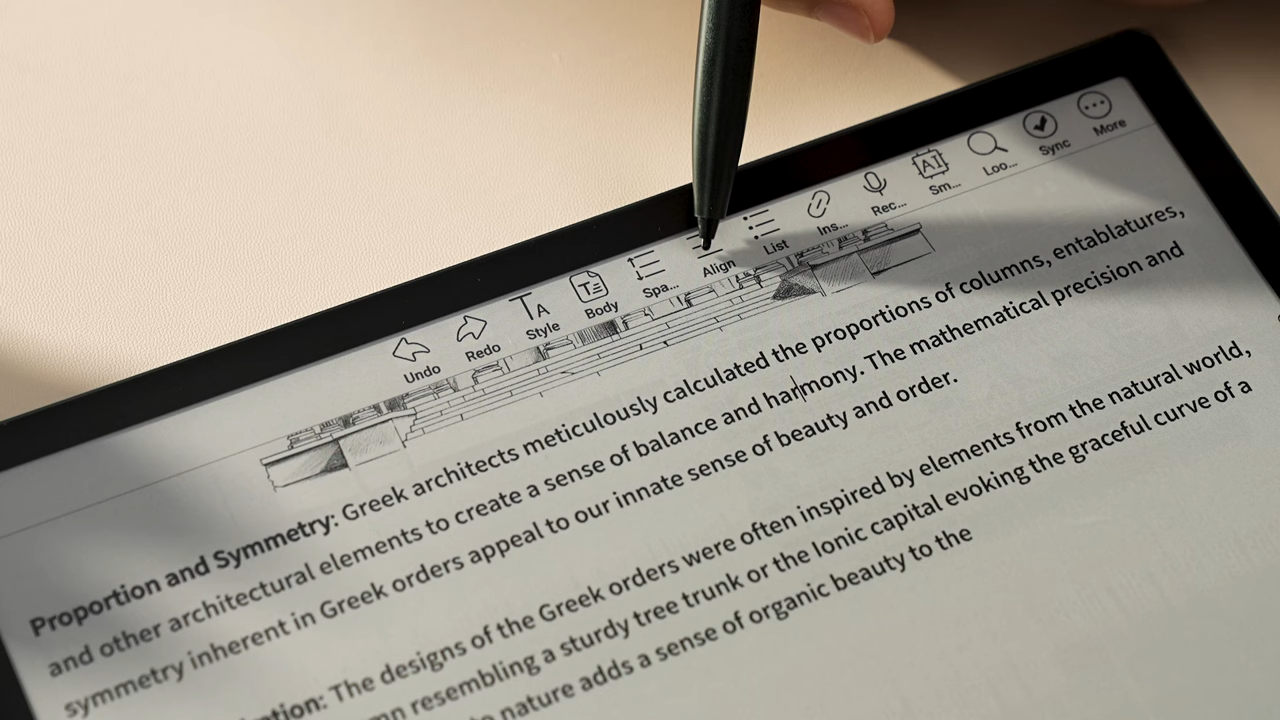 Undo
Redo
Style
Body
Spa...
Align
List
Ins...
Rec...
AI
Sm...
Loo...
Sync
More
Proportion and Symmetry: Greek architects meticulously calculated the proportions of columns, entablatures,
and other architectural elements to create a sense of balance and harmony. The mathematical precision and
symmetry inherent in Greek orders appeal to our innate sense of beauty and order.
The designs of the Greek orders were often inspired by elements from the natural world,
resembling a sturdy tree trunk or the Ionic capital evoking the graceful curve of a
nature adds a sense of organic beauty to the